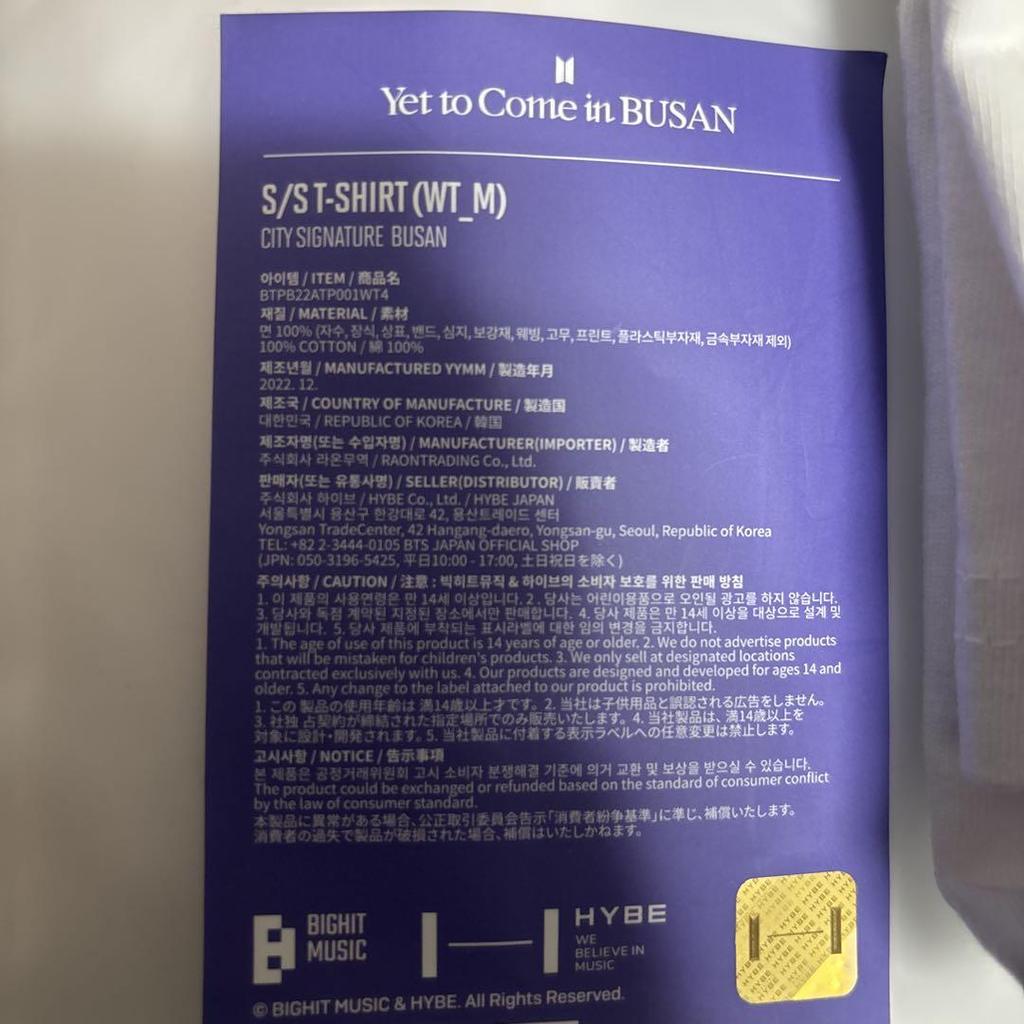 Yet to Come in BUSAN
S/S T-SHIRT (WT_M)
CITY SIGNATURE BUSAN
아이템 / ITEM / 商品名
BTPB22ATP001WT4
재질 / MATERIAL / 素材
면 100% (자수, 장식, 상표, 밴드, 심지, 보강재, 웨빙, 고무, 프린트, 플라스틱부자재, 금속부자재 제외)
100% COTTON / 綿 100%
제조년월 / MANUFACTURED YYMM / 製造年月
2022. 12.
제조국 / COUNTRY OF MANUFACTURE / 製造国
대한민국 / REPUBLIC OF KOREA / 韓国
제조자명(또는 수입자명) / MANUFACTURER(IMPORTER) / 製造者
주식회사 라온무역 / RAONTRADING Co., Ltd.
판매자(또는 유통사명) / SELLER(DISTRIBUTOR) / 販賣者
주식회사 하이브 / HYBE Co., Ltd. / HYBE JAPAN
서울특별시 용산구 한강대로 42, 용산트레이드 센터
Yongsan TradeCenter, 42 Hangang-daero, Yongsan-gu, Seoul, Republic of Korea
TEL: +82 2-3444-0105 BTS JAPAN OFFICIAL SHOP
(JPN: 050-3196-5425, 平日10:00 - 17:00, 土日祝日を除く)
주의사항 / CAUTION / 注意 : 빅히트뮤직 & 하이브의 소비자 보호를 위한 판매 방침
1. 이 제품의 사용연령은 만 14세 이상입니다. 2. 당사는 어린이용품으로 오인될 광고를 하지 않습니다.
3. 당사와 독점 계약된 지정된 장소에서만 판매합니다. 4. 당사 제품은 만 14세 이상을 대상으로 설계 및
개발됩니다. 5. 당사 제품에 부착되는 표시라벨에 대한 임의 변경을 금지합니다.
1. The age of use of this product is 14 years of age or older. 2. We do not advertise products
that will be mistaken for children's products. 3. We only sell at designated locations
contracted exclusively with us. 4. Our products are designed and developed for ages 14 and
older. 5. Any change to the label attached to our product is prohibited.
1. この 製品の使用年齢は 満14歳以上才です。2. 当社は子供用品と誤認される広告をしません。
3. 社独 占契約が締結された指定場所でのみ販売いたします。4. 当社製品は、満14歳以上を
対象に設計・開発されます。5. 当社製品に付着する表示ラベルへの任意変更は禁止します。
고시사항 / NOTICE / 告示事項
본 제품은 공정거래위원회 고시 소비자 분쟁해결 기준에 의거 교환 및 보상을 받으실 수 있습니다.
The product could be exchanged or refunded based on the standard of consumer conflict
by the law of consumer standard.
本製品に異常がある場合、公正取引委員会告示「消費者紛争基準」に準じ、補償いたします。
消費者の過失で製品が破損された場合、補償はいたしかねます。
BIGHIT
MUSIC
HYBE
WE
BELIEVE IN
MUSIC
© BIGHIT MUSIC & HYBE. All Rights Reserved.